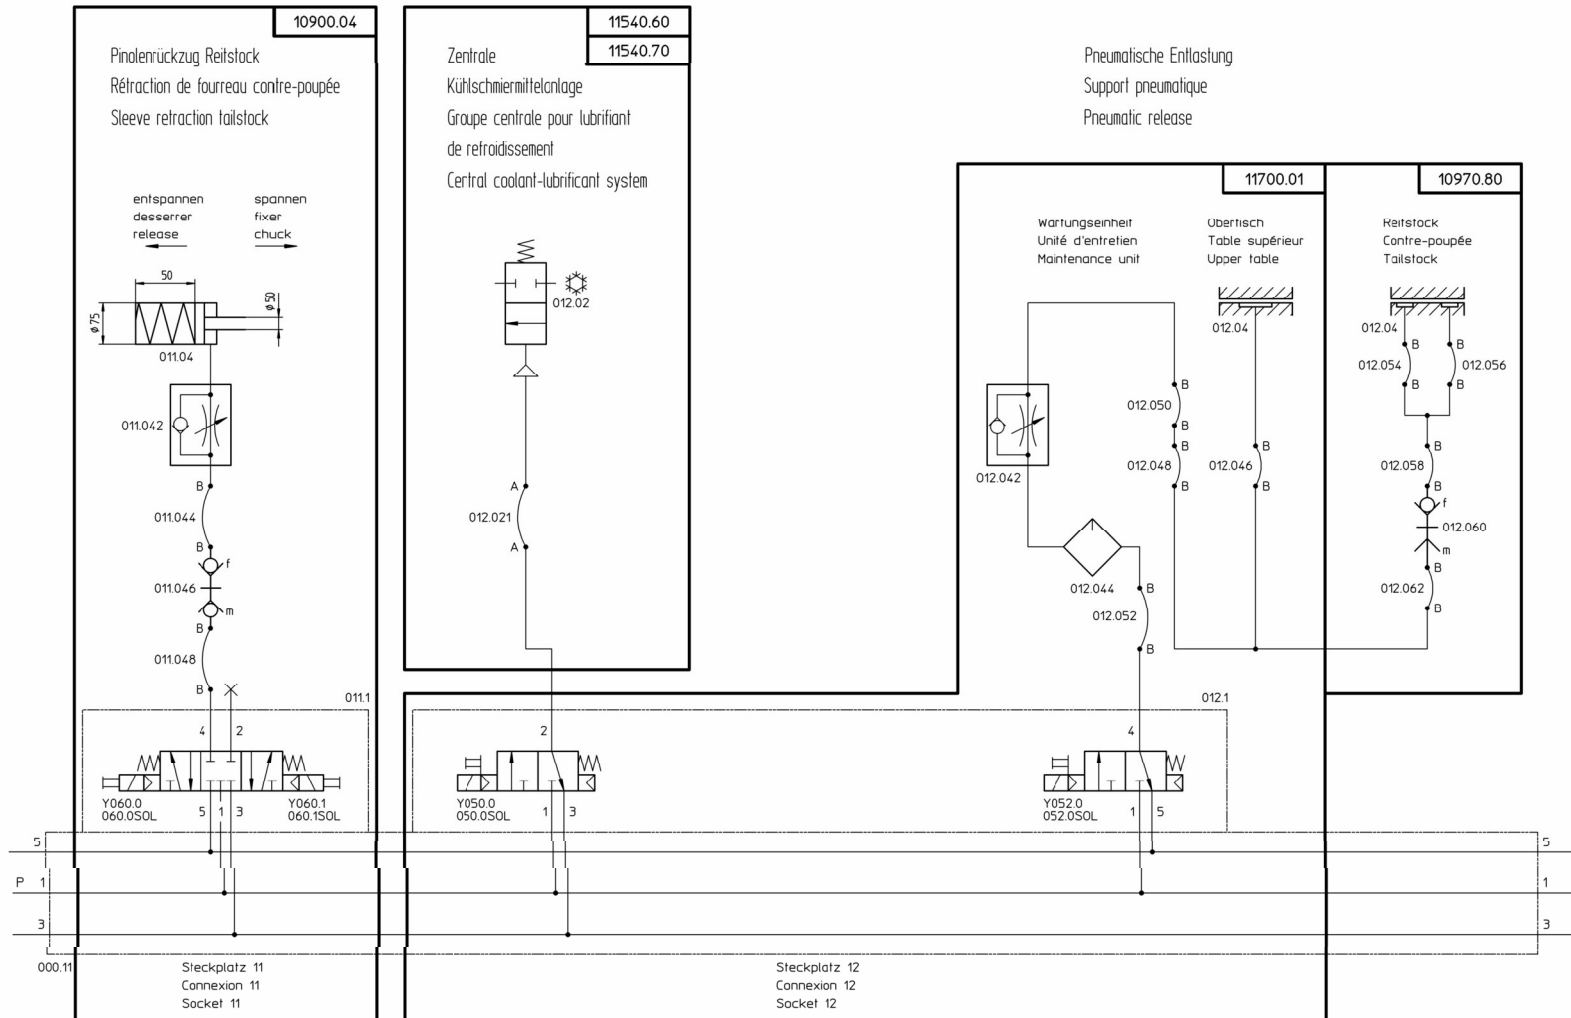 10900.04
Pinolenrückzug Reitstock
Rétraction de fourreau contre-poupée
Sleeve retraction tailstock
entspannen
desserrer
release
spannen
fixer
chuck
50
ø 75
ø 50
011.04
011.042
B
011.044
B
f
011.046
m
B
011.048
B
011.1
4
2
Y060.0
060.0SOL
5
1
3
Y060.1
060.1SOL
11540.60
11540.70
Zentrale
Kühlschmiermittelanlage
Groupe centrale pour lubrifiant
de refroidissement
Central coolant-lubrificant system
012.02
A
012.021
A
2
Y050.0
050.0SOL
1
3
Pneumatische Entlastung
Support pneumatique
Pneumatic release
11700.01
Wartungseinheit
Unité d'entretien
Maintenance unit
Obertisch
Table supérieur
Upper table
012.04
012.042
012.044
B
012.052
B
B
012.050
B
B
012.048
B
B
012.046
B
012.1
4
Y052.0
052.0SOL
1
5
10970.80
Reitstock
Contre-poupée
Tailstock
012.04
B
B
012.054
012.056
B
B
B
012.058
B
f
012.060
m
B
012.062
B
5
5
P 1
1
3
3
000.11
Steckplatz 11
Connexion 11
Socket 11
Steckplatz 12
Connexion 12
Socket 12